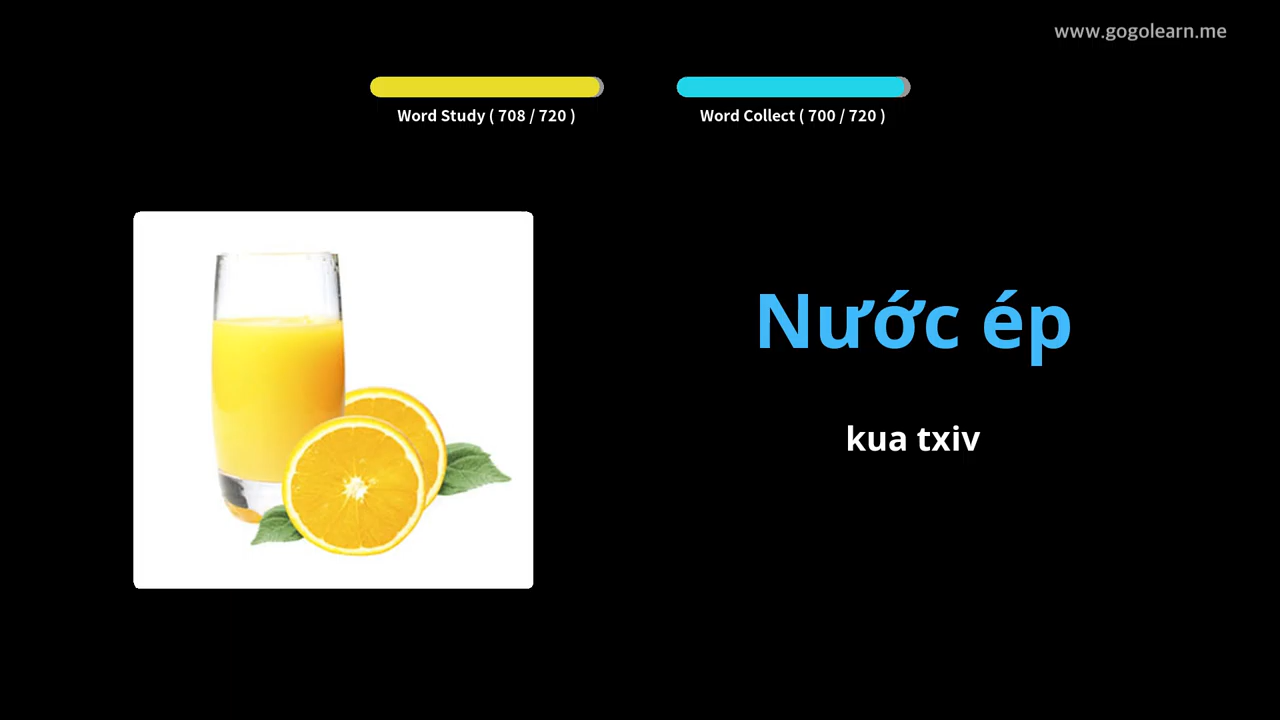 www.gogolearn.me
Word Study ( 708 / 720 )
Word Collect ( 700 / 720 )
Nước ép
kua txiv